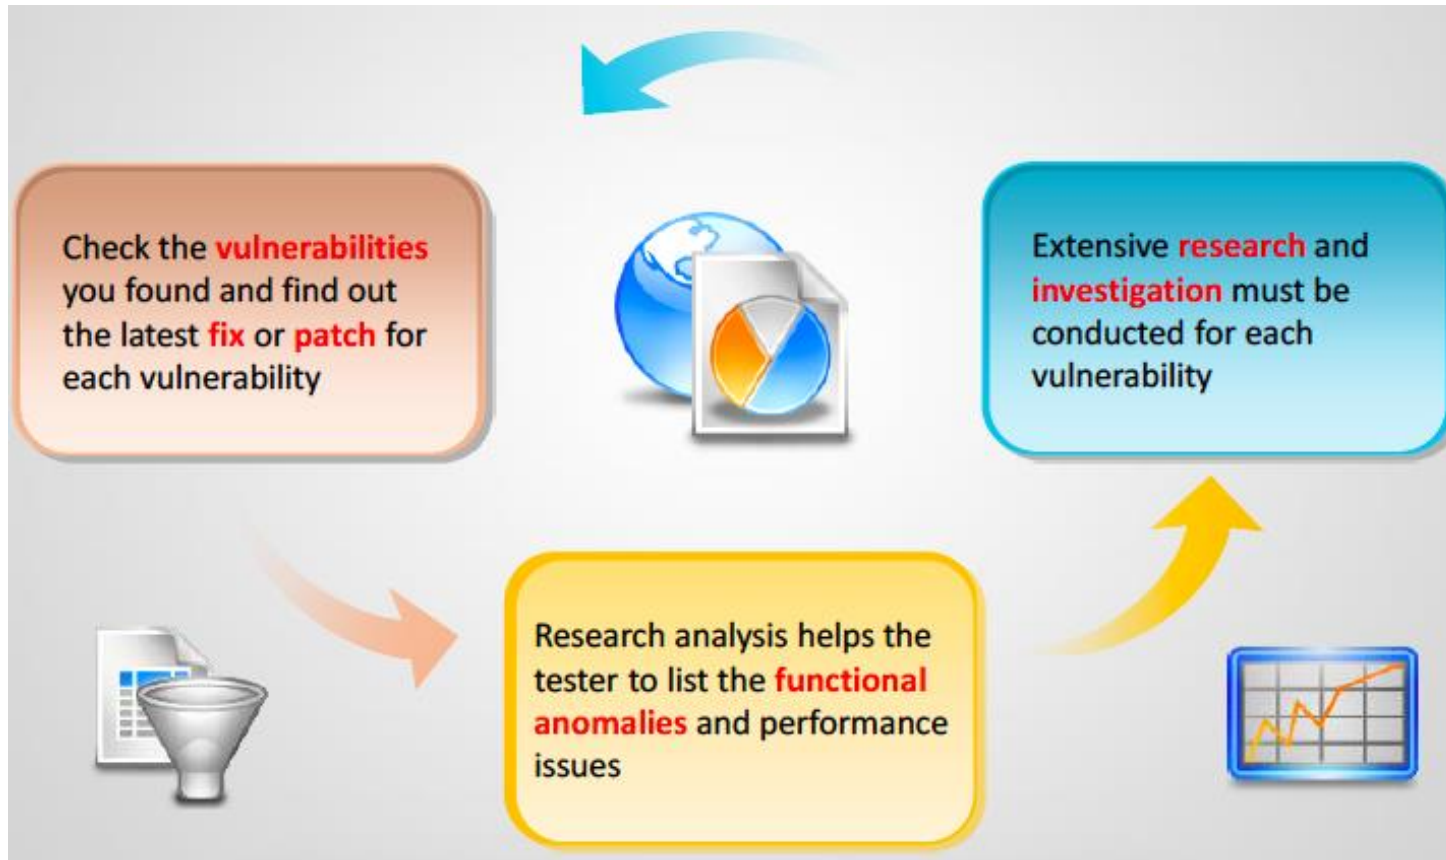 Check the vulnerabilities
you found and find out
the latest fix or patch for
each vulnerability
Research analysis helps the
tester to list the functional
anomalies and performance
issues
Extensive research and
investigation must be
conducted for each
vulnerability